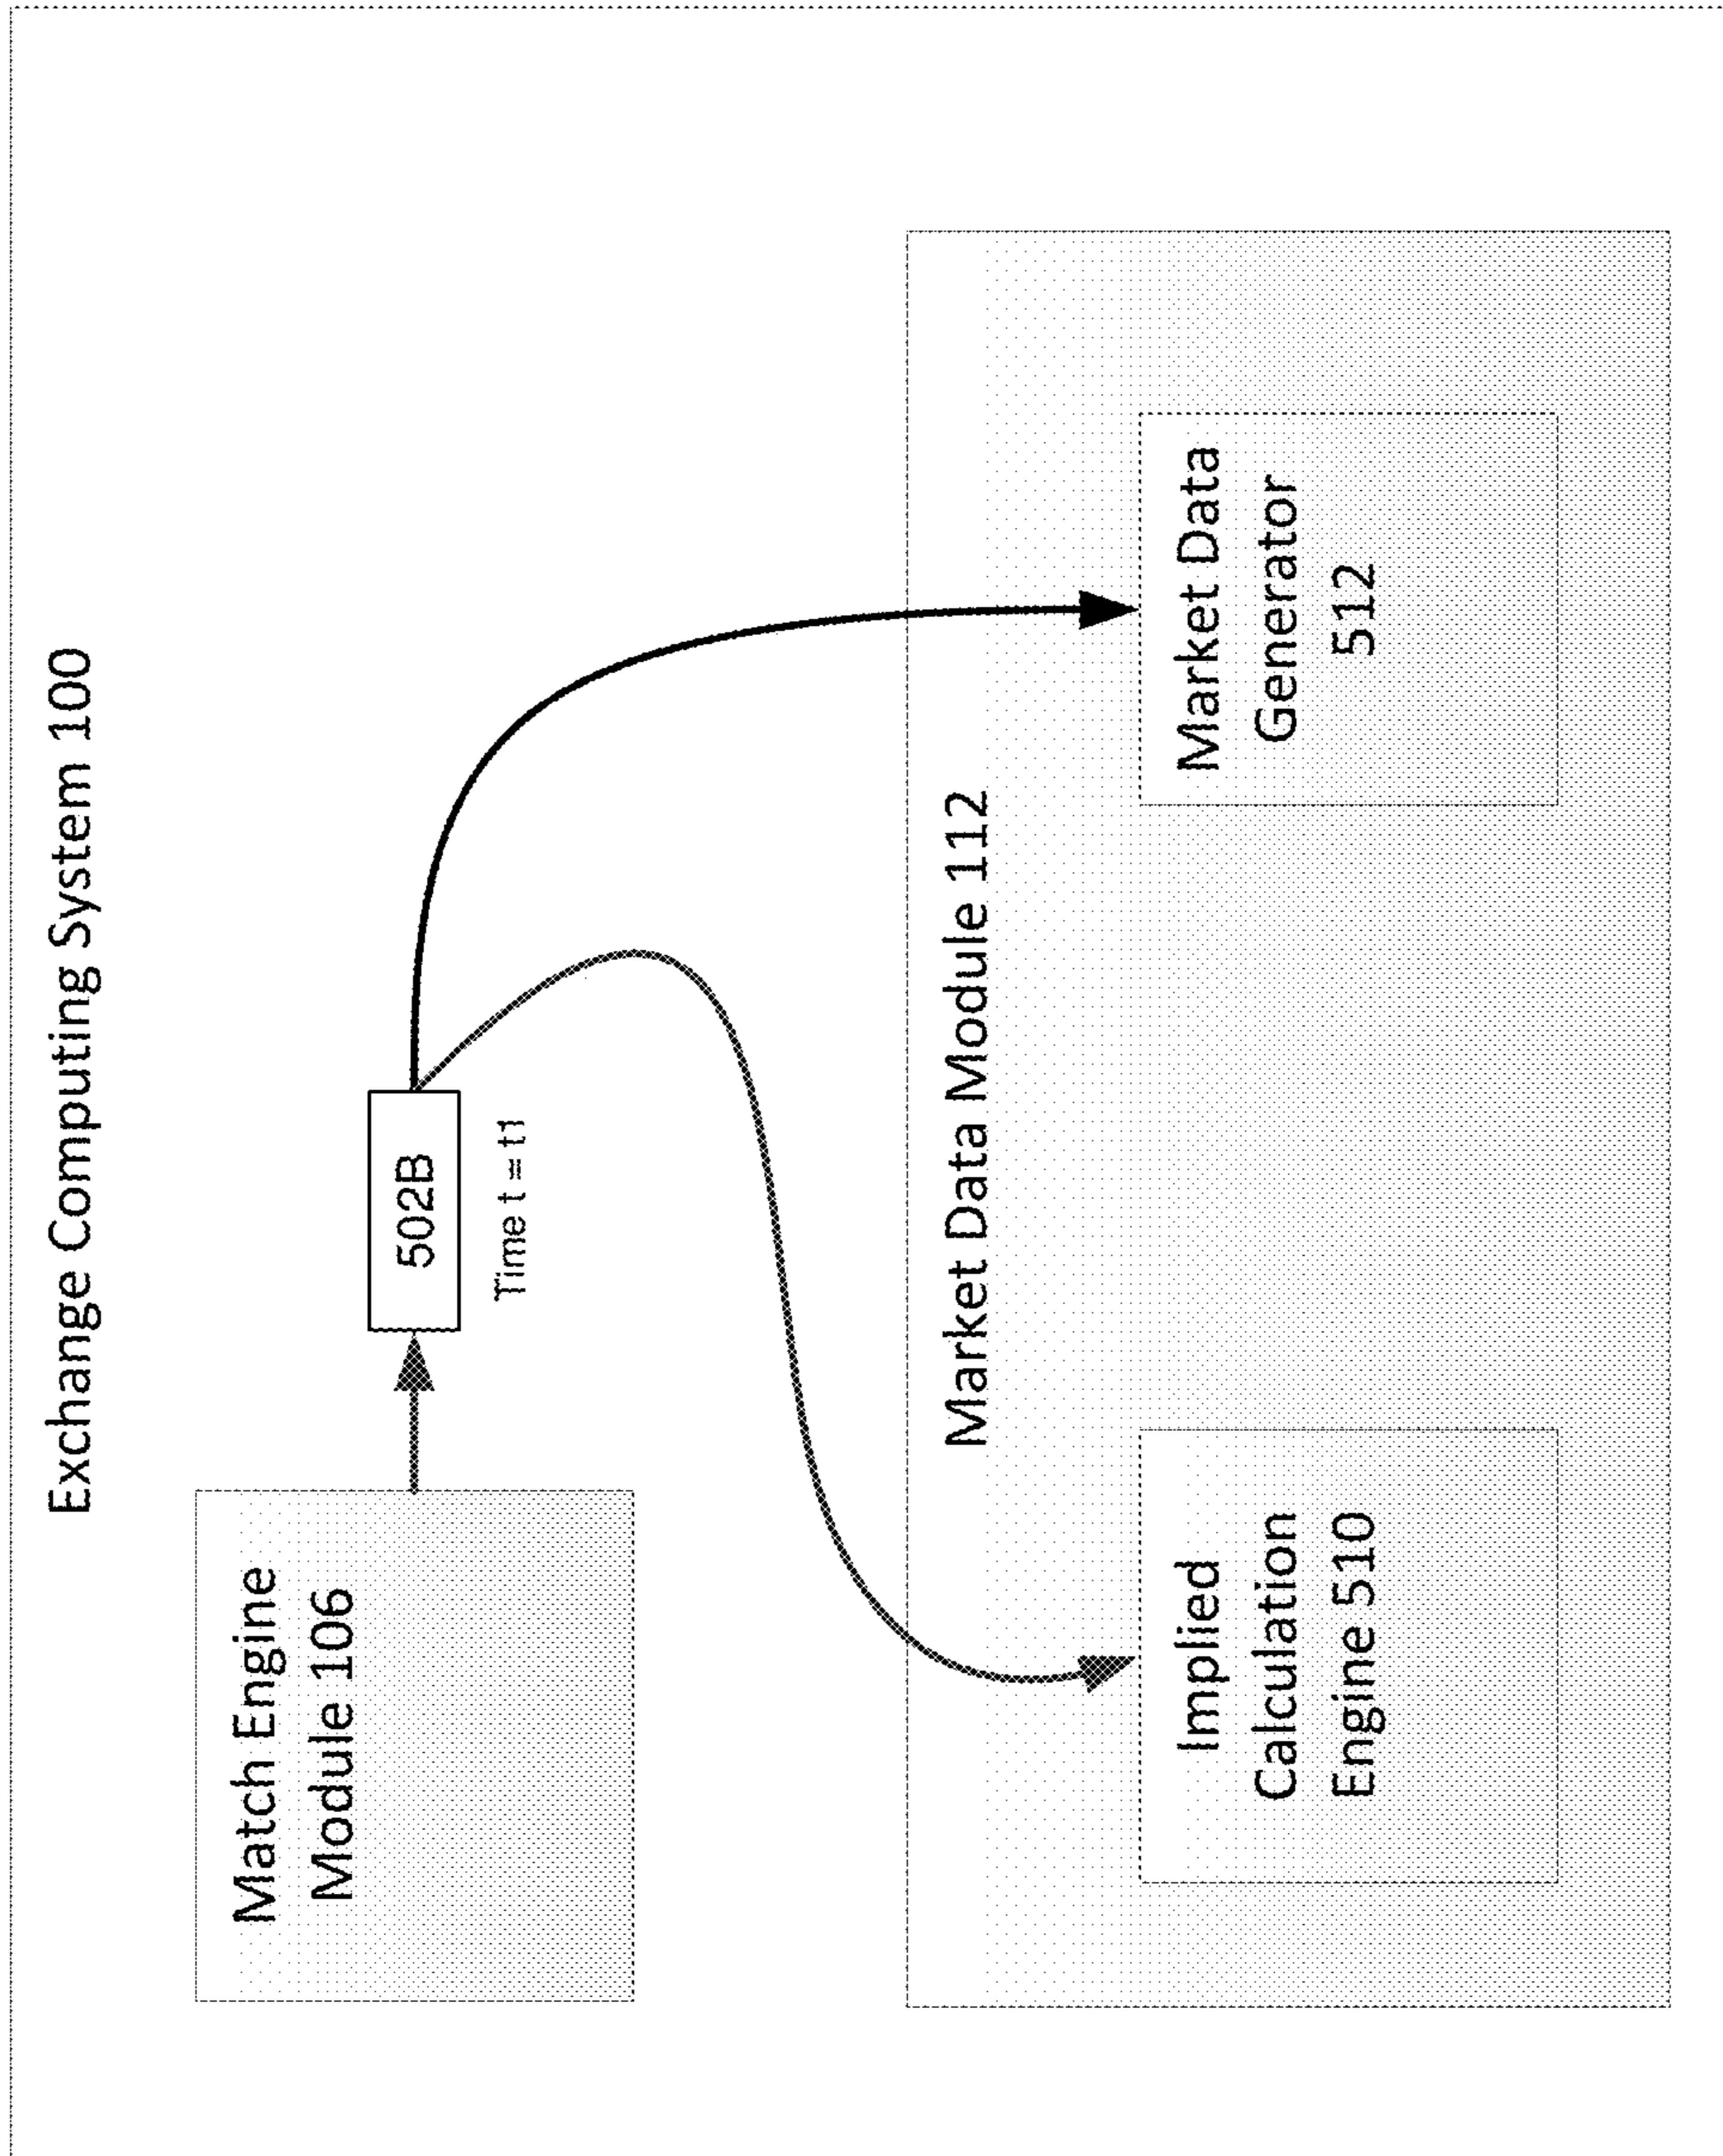 Exchange Computing System 100
Match Engine
Module 106
502B
Time t = t1
Market Data Module 112
Implied
Calculation
Engine 510
Market Data
Generator
512